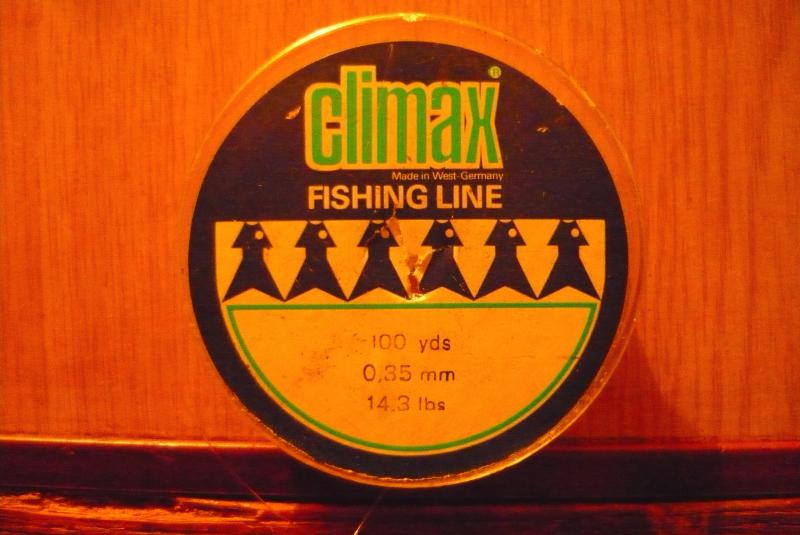 climax ®
Made in West-Germany
FISHING LINE
100 yds
0,35 mm
14,3 lbs